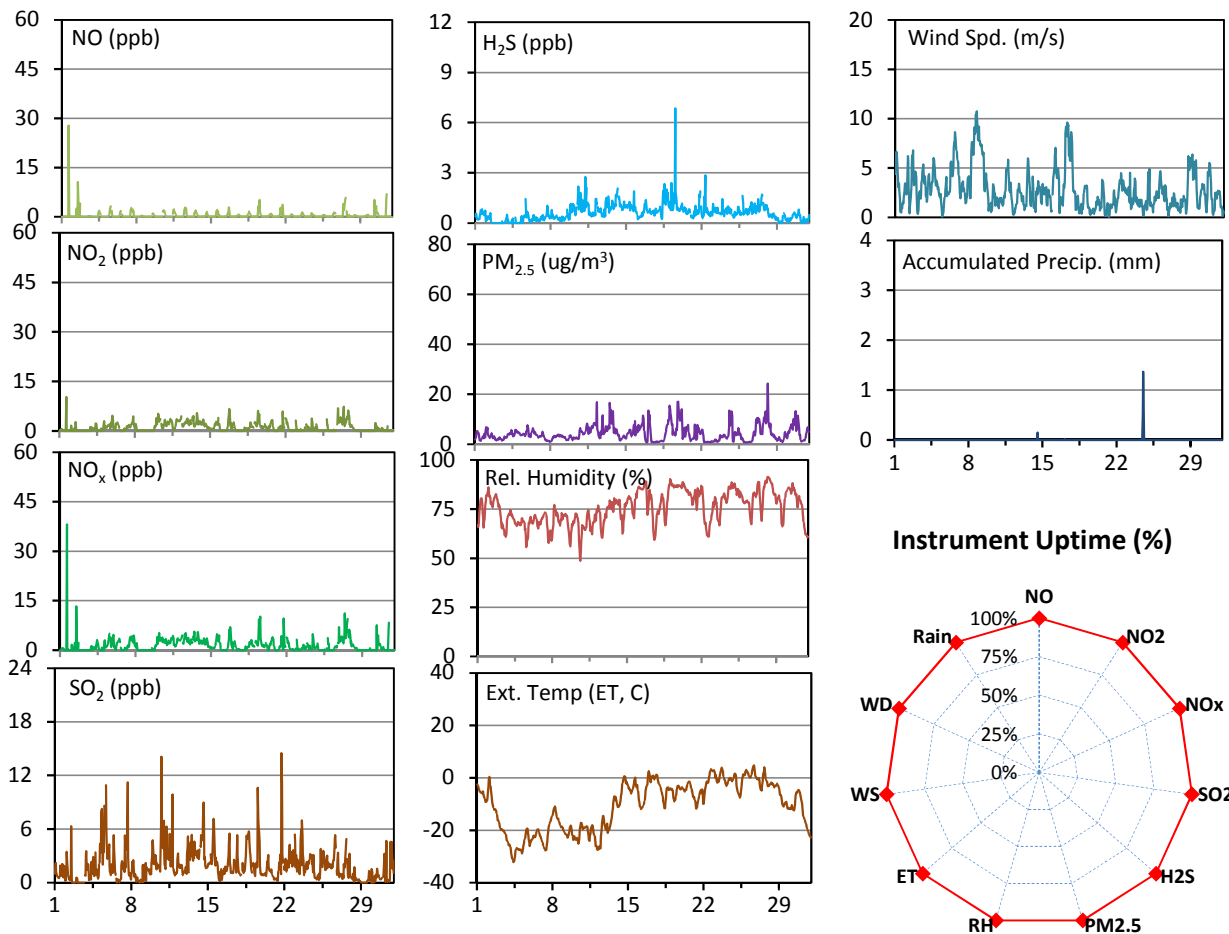 NO (ppb)
60
45
30
15
0
NO₂ (ppb)
60
45
30
15
0
NOₓ (ppb)
60
45
30
15
0
SO₂ (ppb)
24
18
12
6
0
1 8 15 22 29
H₂S (ppb)
12
9
6
3
0
PM₂.₅ (ug/m³)
80
60
40
20
0
Rel. Humidity (%)
100
75
50
25
0
Ext. Temp (ET, C)
40
20
0
-20
-40
1 8 15 22 29
Wind Spd. (m/s)
20
15
10
5
0
Accumulated Precip. (mm)
4
3
2
1
0
1 8 15 22 29
Instrument Uptime (%)
NO
NO2
NOx
SO2
H2S
PM2.5
RH
ET
WS
WD
Rain
100%
75%
50%
25%
0%